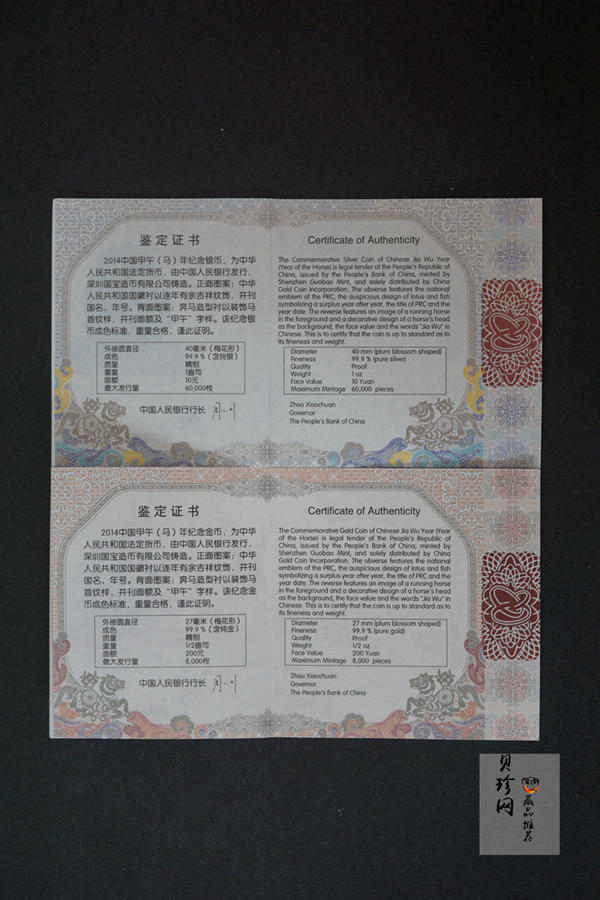 鉴定证书
2014中国甲午（马）年纪念银币，为中华
人民共和国法定货币，由中国人民银行发行，
深圳国宝造币有限公司铸造。正面图案：中华
人民共和国国徽衬以连年有余吉祥纹饰，并刊
国名、年号。背面图案：奔马造型衬以装饰马
首纹样，并刊面额及“甲午”字样。该纪念银
币成色标准，重量合格，谨此证明。
外接圆直径 40毫米（梅花形）
成色 99.9％（含纯银）
质量 精制
重量 1盎司
面额 10元
最大发行量 60,000枚
中国人民银行行长
Certificate of Authenticity
The Commemorative Silver Coin of Chinese Jia Wu Year
(Year of the Horse) is legal tender of the People's Republic of
China, issued by the People's Bank of China, minted by
Shenzhen Guobao Mint, and solely distributed by China
Gold Coin Incorporation. The obverse features the national
emblem of the PRC, the auspicious design of lotus and fish
symbolizing a surplus year after year, the title of PRC and the
year date. The reverse features an image of a running horse
in the foreground and a decorative design of a horse's head
as the background, the face value and the words "Jia Wu" in
Chinese. This is to certify that the coin is up to standard as to
its fineness and weight.
Diameter 40 mm (plum blossom shaped)
Fineness 99.9 % (pure silver)
Quality Proof
Weight 1 oz
Face Value 10 Yuan
Maximum Mintage 60,000 pieces
Zhou Xiaochuan
Governor
The People's Bank of China
鉴定证书
2014中国甲午（马）年纪念金币，为中华
人民共和国法定货币，由中国人民银行发行，
深圳国宝造币有限公司铸造。正面图案：中华
人民共和国国徽衬以连年有余吉祥纹饰，并刊
国名、年号。背面图案：奔马造型衬以装饰马
首纹样，并刊面额及“甲午”字样。该纪念金
币成色标准，重量合格，谨此证明。
外接圆直径 27毫米（梅花形）
成色 99.9％（含纯金）
质量 精制
重量 1/2盎司
面额 200元
最大发行量 8,000枚
中国人民银行行长
Certificate of Authenticity
The Commemorative Gold Coin of Chinese Jia Wu Year (Year
of the Horse) is legal tender of the People's Republic of
China, issued by the People's Bank of China, minted by
Shenzhen Guobao Mint, and solely distributed by China
Gold Coin Incorporation. The obverse features the national
emblem of the PRC, the auspicious design of lotus and fish
symbolizing a surplus year after year, the title of PRC and the
year date. The reverse features an image of a running horse
in the foreground and a decorative design of a horse's head
as the background, the face value and the words "Jia Wu" in
Chinese. This is to certify that the coin is up to standard as to
its fineness and weight.
Diameter 27 mm (plum blossom shaped)
Fineness 99.9 % (pure gold)
Quality Proof
Weight 1/2 oz
Face Value 200 Yuan
Maximum Mintage 8,000 pieces
Zhou Xiaochuan
Governor
The People's Bank of China
贝珍网
藏品推荐